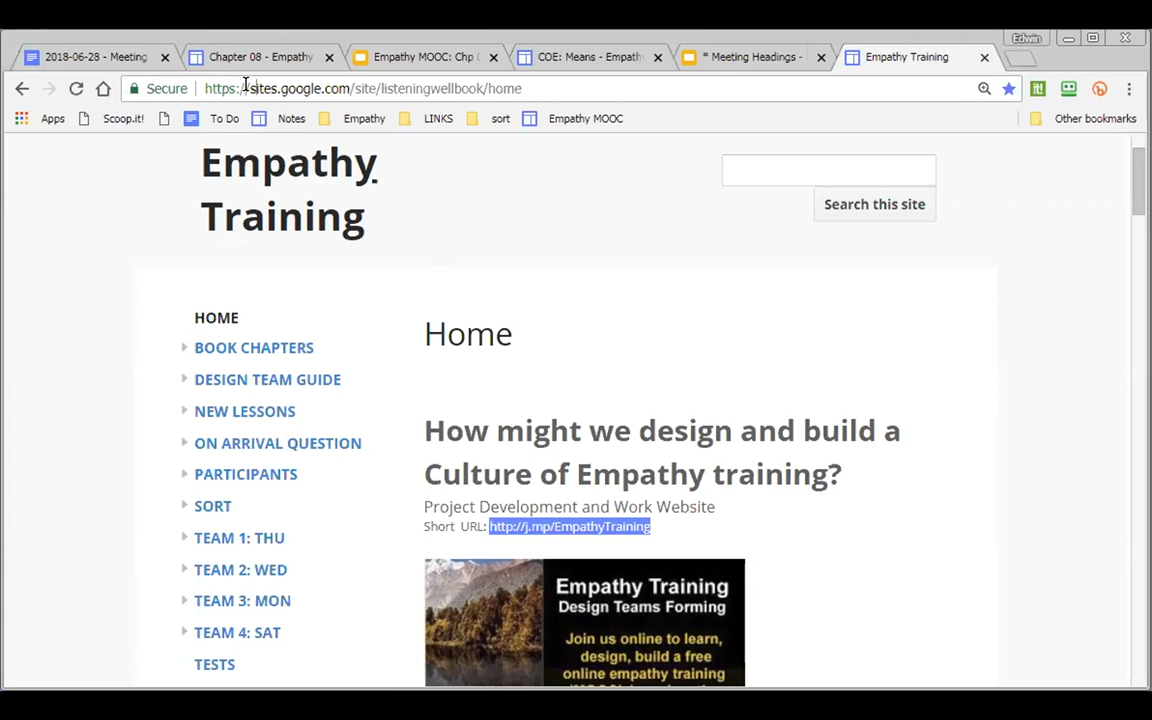 Edwin
2018-06-28 - Meeting
Chapter 08 - Empathy
Empathy MOOC: Chp
COE: Means - Empath
* Meeting Headings -
Empathy Training
Secure
https://sites.google.com/site/listeningwellbook/home
Apps
Scoop.it!
To Do
Notes
Empathy
LINKS
sort
Empathy MOOC
Other bookmarks
Empathy
Training
Search this site
HOME
BOOK CHAPTERS
DESIGN TEAM GUIDE
NEW LESSONS
ON ARRIVAL QUESTION
PARTICIPANTS
SORT
TEAM 1: THU
TEAM 2: WED
TEAM 3: MON
TEAM 4: SAT
TESTS
Home
How might we design and build a
Culture of Empathy training?
Project Development and Work Website
Short URL: http://j.mp/EmpathyTraining
Empathy Training
Design Teams Forming
Join us online to learn,
design, build a free
online empathy training